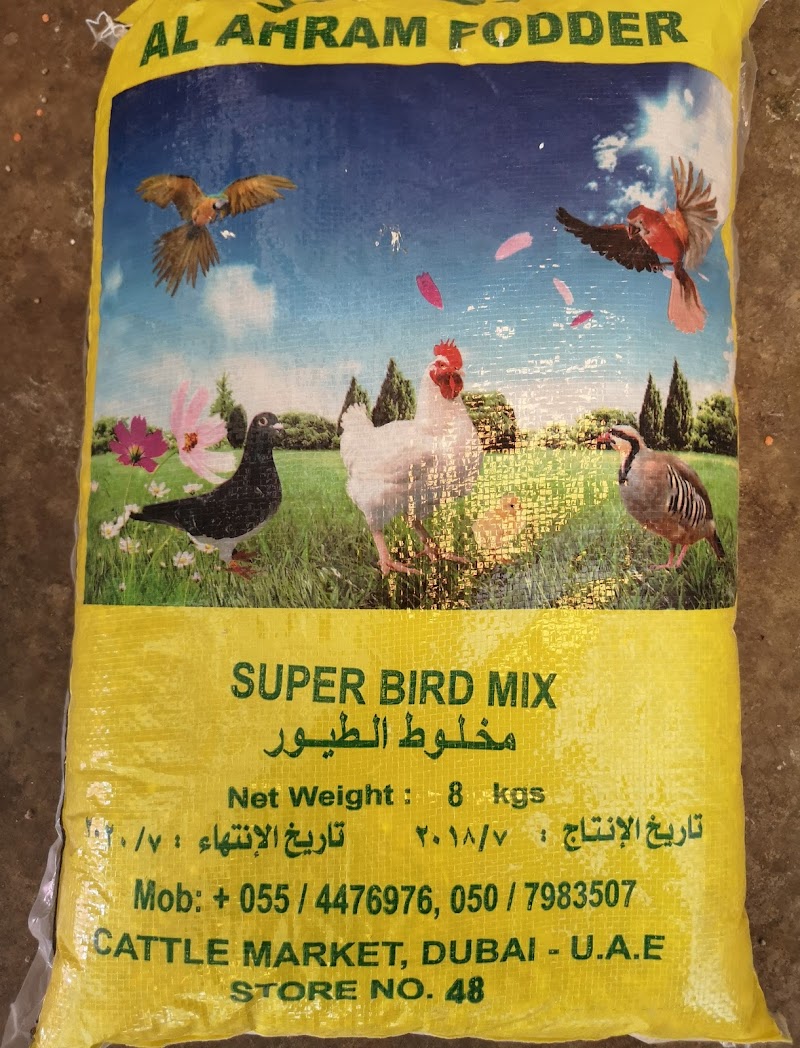 AL AHRAM FODDER
SUPER BIRD MIX
مخلوط الطيور
Net Weight : 8 kgs
تاريخ الإنتاج : ٢٠١٨/٧ تاريخ الإنتهاء : ٢٠٢٠/٧
Mob: + 055 / 4476976, 050 / 7983507
CATTLE MARKET, DUBAI - U.A.E
STORE NO. 48